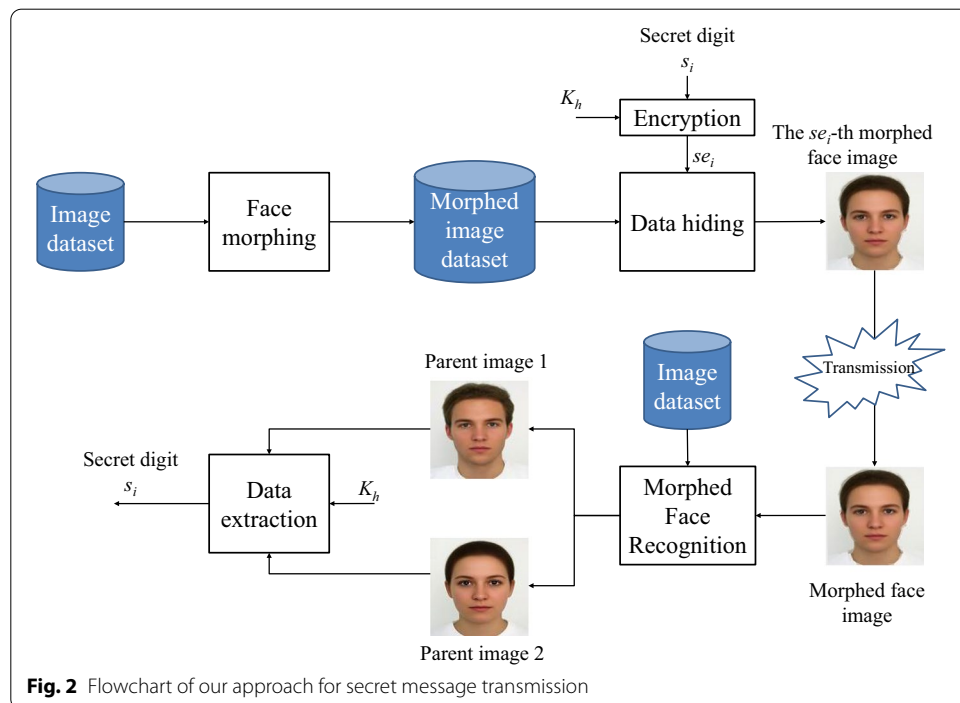 Secret digit
s_i
K_h
Encryption
se_i
The se_i-th morphed
face image
Image
dataset
Face
morphing
Morphed
image
dataset
Data hiding
Transmission
Parent image 1
Image
dataset
Secret digit
s_i
Data
extraction
K_h
Morphed
Face
Recognition
Morphed face
image
Parent image 2
Fig. 2 Flowchart of our approach for secret message transmission